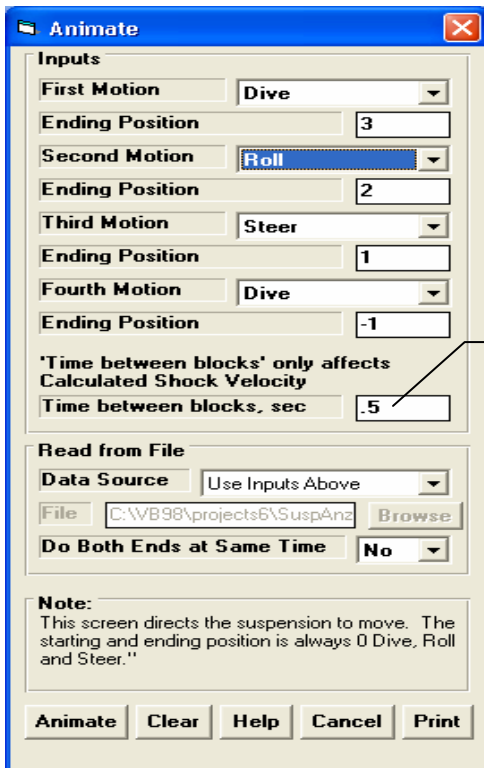 Animate
Inputs
First Motion Dive
Ending Position 3
Second Motion Roll
Ending Position 2
Third Motion Steer
Ending Position 1
Fourth Motion Dive
Ending Position -1
'Time between blocks' only affects
Calculated Shock Velocity
Time between blocks, sec .5
Read from File
Data Source Use Inputs Above
File C:\VB98\projects6\SuspAnz Browse
Do Both Ends at Same Time No
Note:
This screen directs the suspension to move. The
starting and ending position is always 0 Dive, Roll
and Steer."
Animate Clear Help Cancel Print